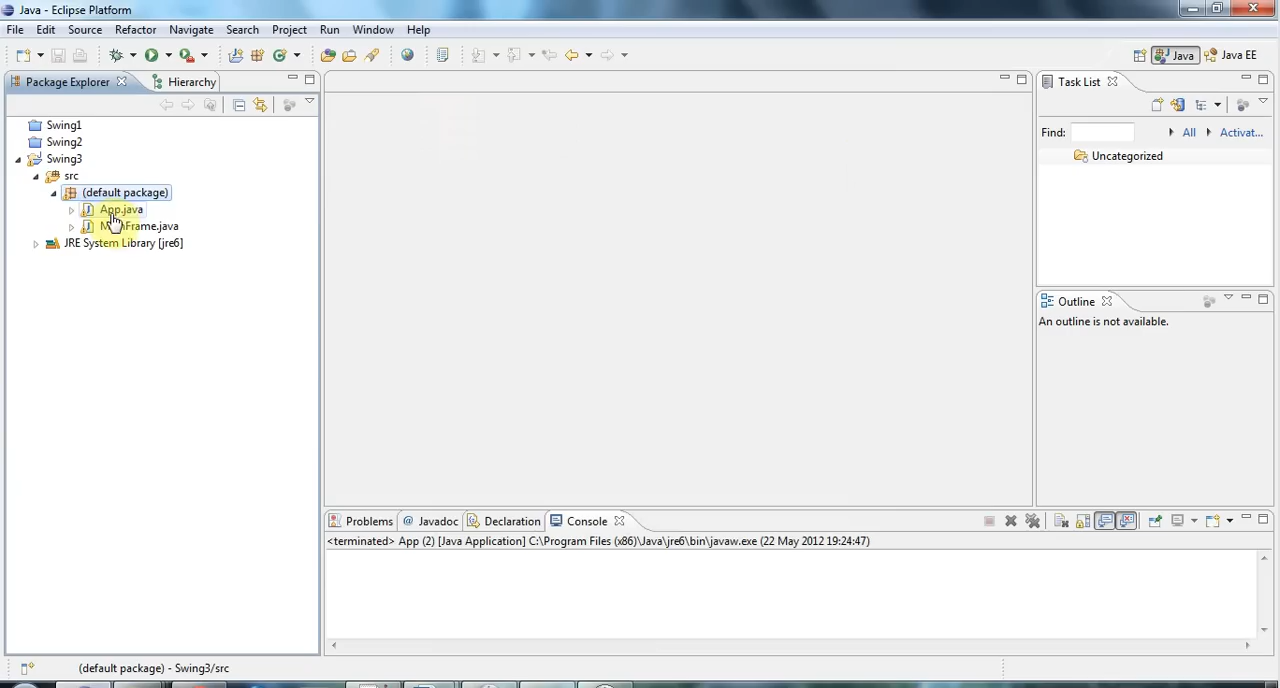 Java - Eclipse Platform
File Edit Source Refactor Navigate Search Project Run Window Help
Java Java EE
Package Explorer Hierarchy
Task List
Find: All Activat...
Uncategorized
Swing1
Swing2
Swing3
src
(default package)
App.java
MainFrame.java
JRE System Library [jre6]
Outline
An outline is not available.
Problems @ Javadoc Declaration Console
<terminated> App (2) [Java Application] C:\Program Files (x86)\Java\jre6\bin\javaw.exe (22 May 2012 19:24:47)
(default package) - Swing3/src